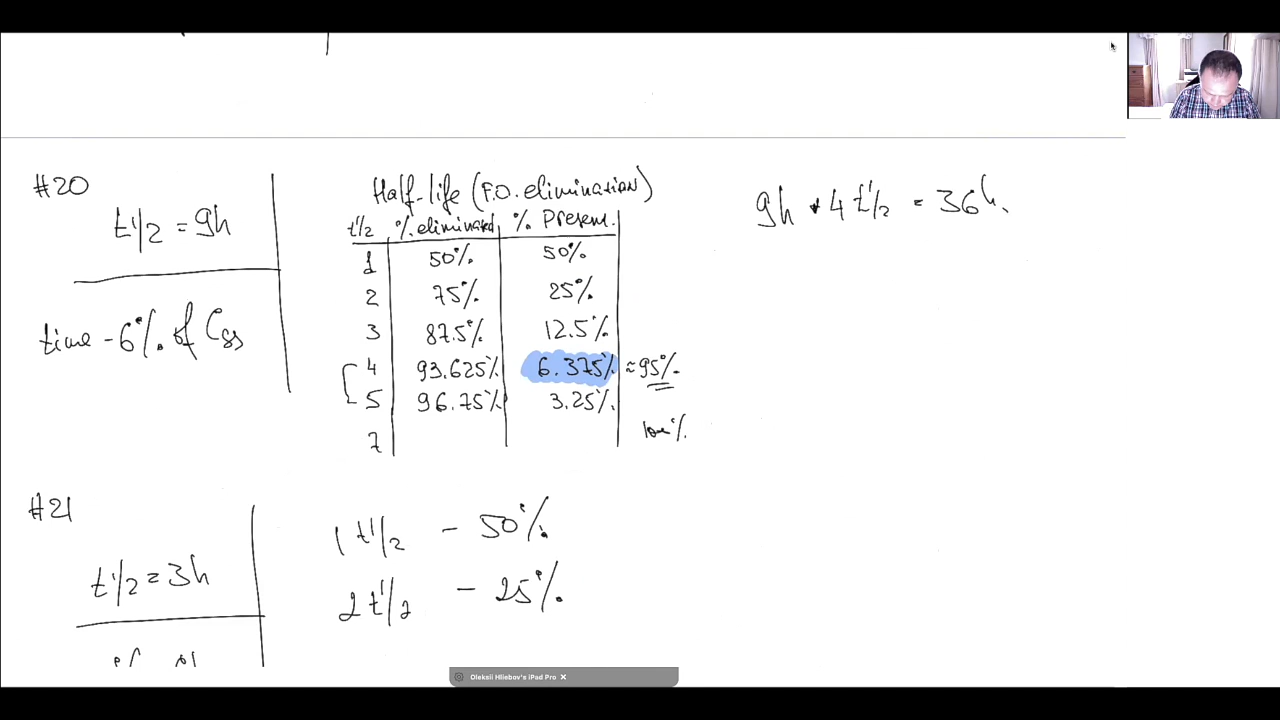 #20
t1/2 = 9h
time - 6% of Css
Half-life (F.O. elimination)
t1/2 % eliminated % Present.
1 50% 50%
2 75% 25%
3 87.5% 12.5%
4 93.625% 6.375% ≈95%
5 96.75% 3.25%
7 100%
9h * 4 t1/2 = 36h.
#21
t1/2 = 3h
1 t1/2 - 50%
2 t1/2 - 25%
Oleksii Hliebov's iPad Pro